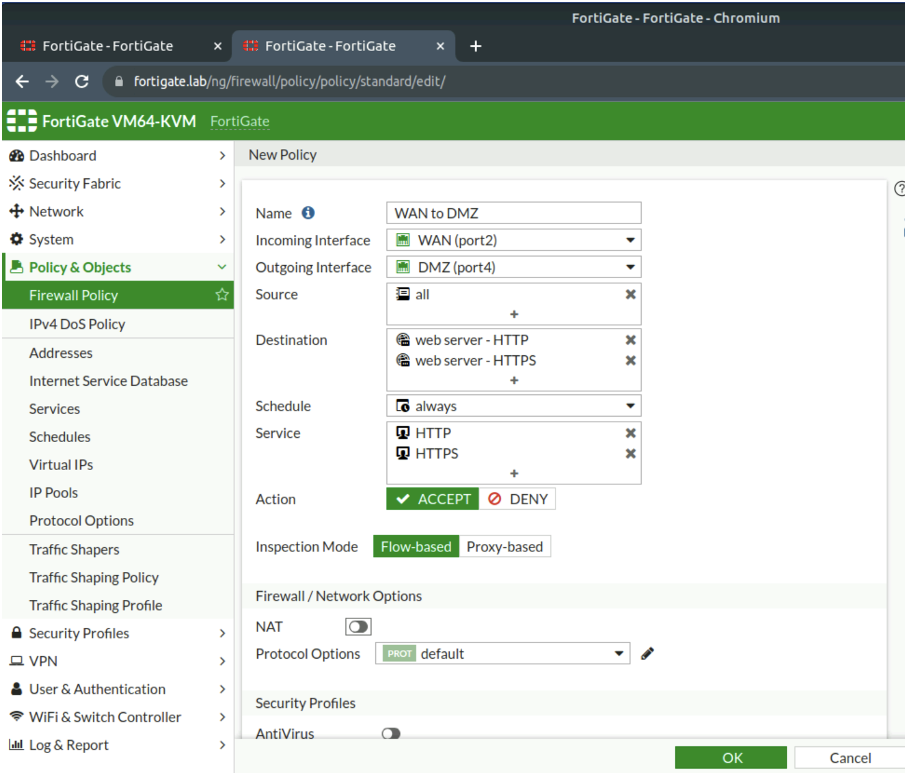 FortiGate - FortiGate - Chromium
FortiGate - FortiGate × FortiGate - FortiGate × +
fortigate.lab/ng/firewall/policy/policy/standard/edit/
FortiGate VM64-KVM FortiGate
Dashboard
Security Fabric
Network
System
Policy & Objects
Firewall Policy
IPv4 DoS Policy
Addresses
Internet Service Database
Services
Schedules
Virtual IPs
IP Pools
Protocol Options
Traffic Shapers
Traffic Shaping Policy
Traffic Shaping Profile
Security Profiles
VPN
User & Authentication
WiFi & Switch Controller
Log & Report
New Policy
Name WAN to DMZ
Incoming Interface WAN (port2)
Outgoing Interface DMZ (port4)
Source all
+
Destination web server - HTTP
web server - HTTPS
+
Schedule always
Service HTTP
HTTPS
+
Action ACCEPT DENY
Inspection Mode Flow-based Proxy-based
Firewall / Network Options
NAT
Protocol Options PROT default
Security Profiles
AntiVirus
OK Cancel